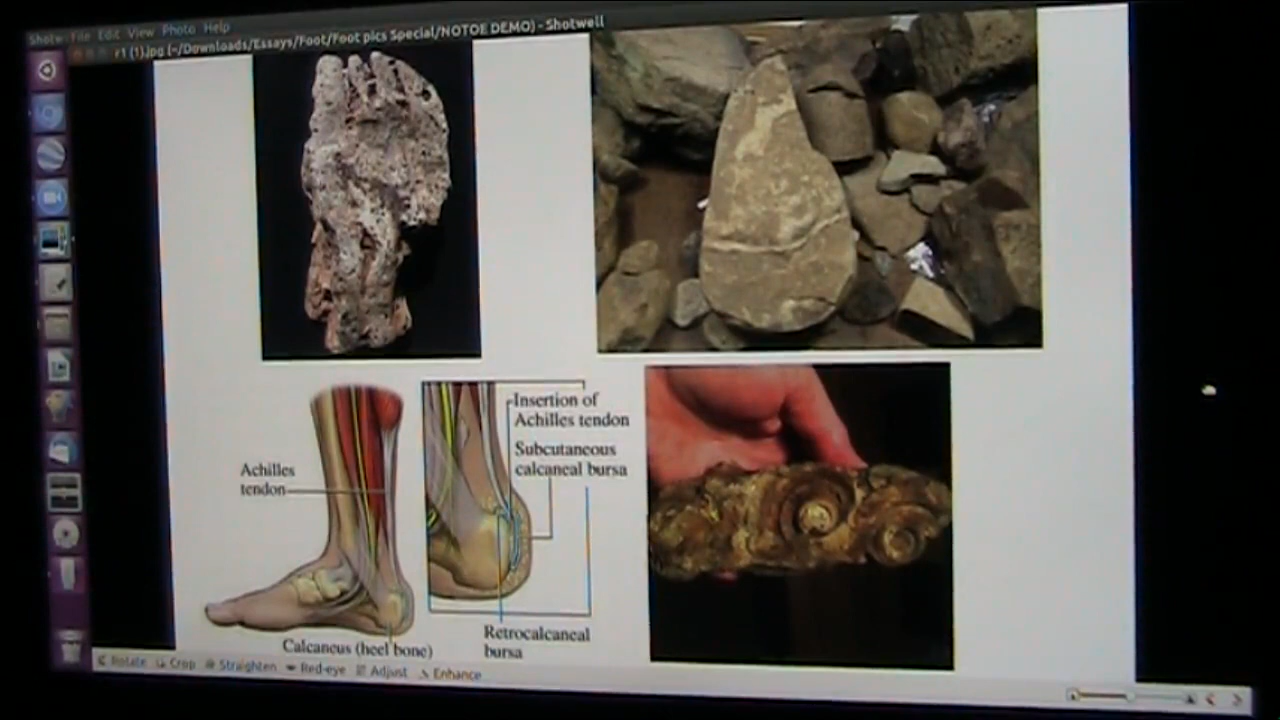 Shotw File Edit View Photo Help
r1 (1).jpg (~/Downloads/Essays/Foot/Foot pics Special/NOTOE DEMO) - Shotwell
Insertion of
Achilles tendon
Subcutaneous
calcaneal bursa
Achilles
tendon
Retrocalcaneal
bursa
Calcaneus (heel bone)
Rotate Crop Straighten Red-eye Adjust Enhance